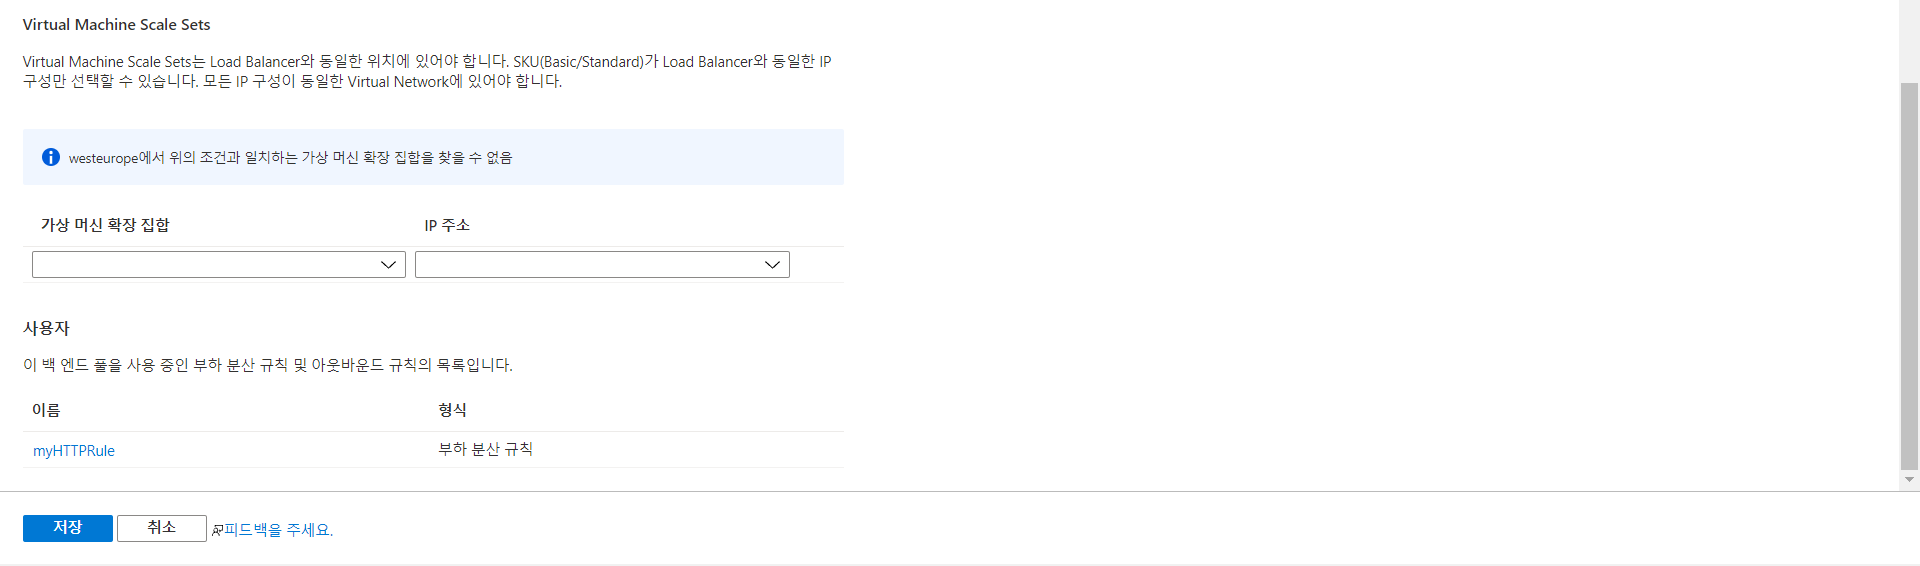 Virtual Machine Scale Sets
Virtual Machine Scale Sets는 Load Balancer와 동일한 위치에 있어야 합니다. SKU(Basic/Standard)가 Load Balancer와 동일한 IP
구성만 선택할 수 있습니다. 모든 IP 구성이 동일한 Virtual Network에 있어야 합니다.
westeurope에서 위의 조건과 일치하는 가상 머신 확장 집합을 찾을 수 없음
가상 머신 확장 집합 IP 주소
사용자
이 백 엔드 풀을 사용 중인 부하 분산 규칙 및 아웃바운드 규칙의 목록입니다.
이름 형식
myHTTPRule 부하 분산 규칙
저장 취소 피드백을 주세요.